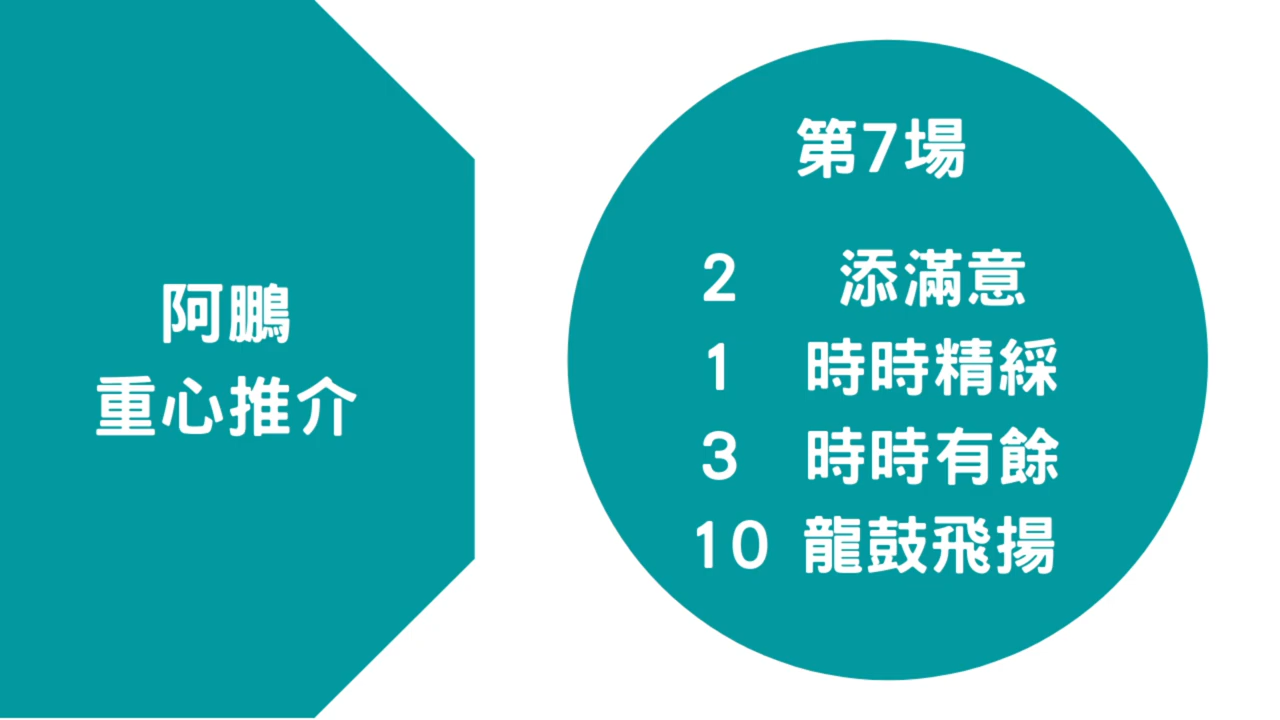 阿鵬
重心推介
第7場
2 添滿意
1 時時精綵
3 時時有餘
10 龍鼓飛揚